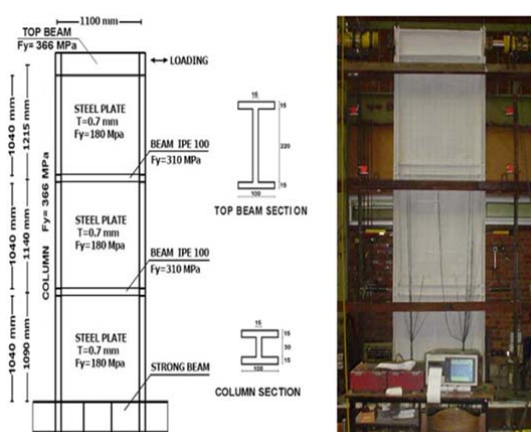 1100 mm
TOP BEAM
Fy= 366 MPa
LOADING
1040 mm
1215 mm
STEEL PLATE
T=0.7 mm
Fy=180 Mpa
BEAM IPE 100
Fy=310 MPa
COLUMN Fy= 366 MPa
1040 mm
1140 mm
STEEL PLATE
T=0.7 mm
Fy=180 Mpa
BEAM IPE 100
Fy=310 MPa
1040 mm
1090 mm
STEEL PLATE
T=0.7 mm
Fy=180 Mpa
STRONG BEAM
15
15
220
15
100
TOP BEAM SECTION
15
15
30
15
100
COLUMN SECTION